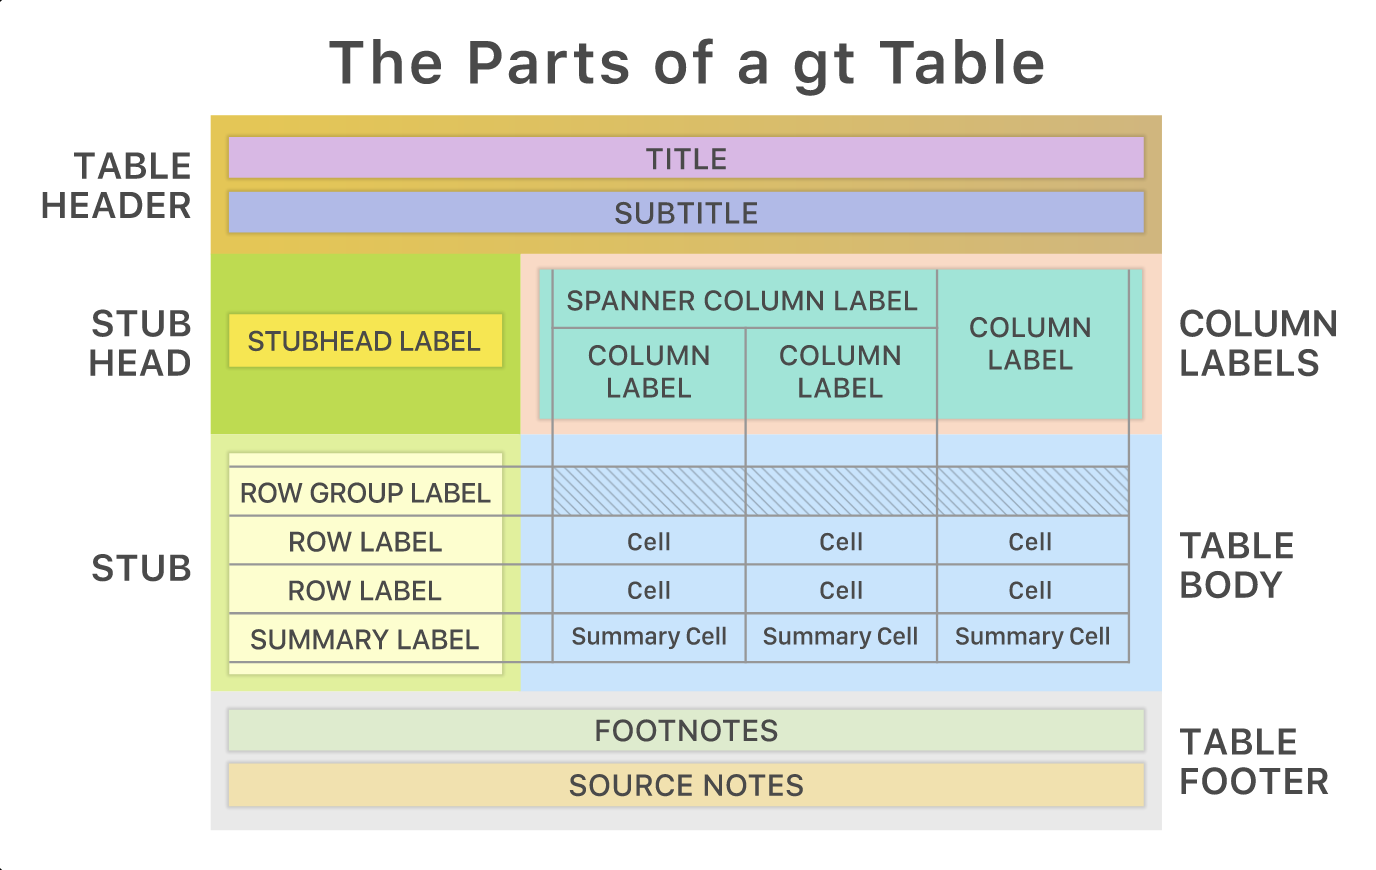 The Parts of a gt Table
TABLE
HEADER
TITLE
SUBTITLE
STUB
HEAD
STUBHEAD LABEL
SPANNER COLUMN LABEL
COLUMN
LABEL
COLUMN
LABEL
COLUMN
LABEL
COLUMN
LABELS
STUB
ROW GROUP LABEL
ROW LABEL
Cell
Cell
Cell
ROW LABEL
Cell
Cell
Cell
SUMMARY LABEL
Summary Cell
Summary Cell
Summary Cell
TABLE
BODY
FOOTNOTES
SOURCE NOTES
TABLE
FOOTER